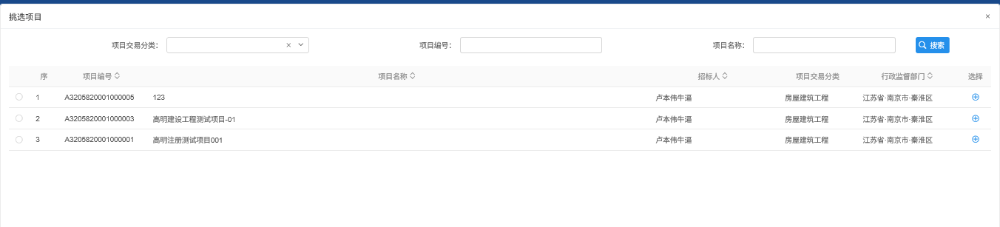 挑选项目 ×
项目交易分类： 项目编号： 项目名称： 搜索
序 项目编号 项目名称 招标人 项目交易分类 行政监督部门 选择
1 A3205820001000005 123 卢本伟牛逼 房屋建筑工程 江苏省·南京市·秦淮区
2 A3205820001000003 高明建设工程测试项目-01 卢本伟牛逼 房屋建筑工程 江苏省·南京市·秦淮区
3 A3205820001000001 高明注册测试项目001 卢本伟牛逼 房屋建筑工程 江苏省·南京市·秦淮区